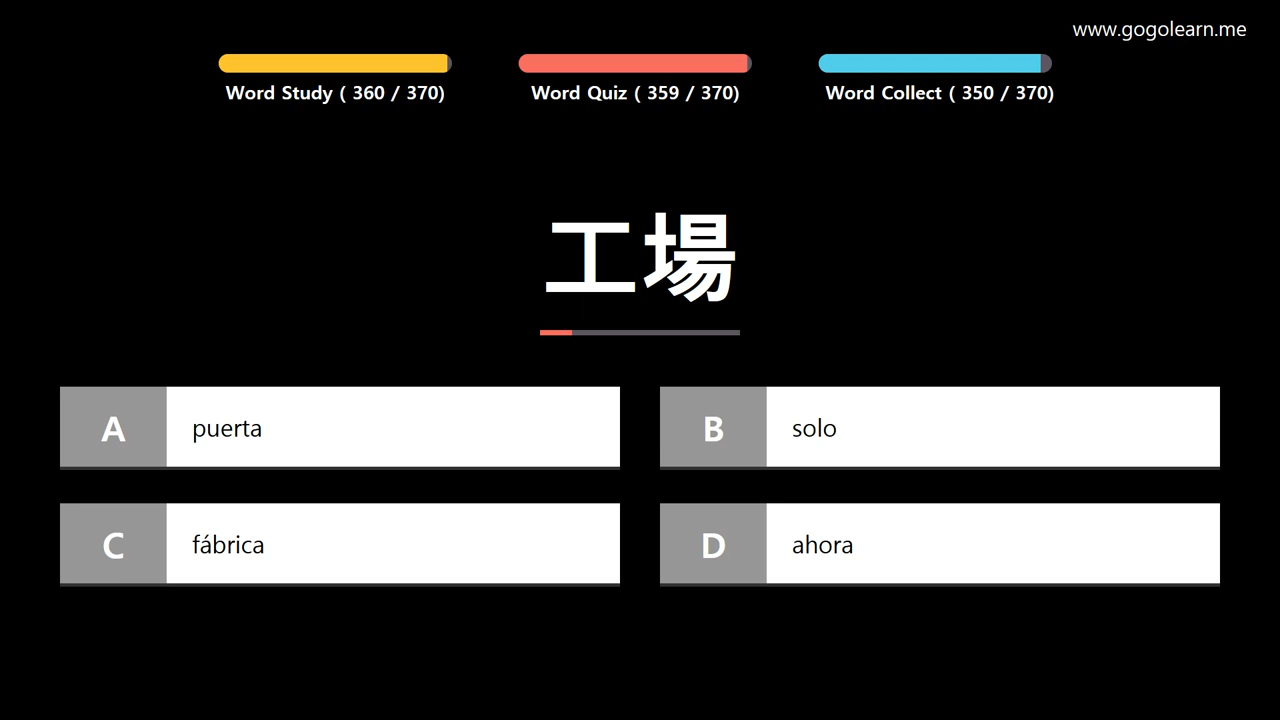 www.gogolearn.me
Word Study ( 360 / 370)
Word Quiz ( 359 / 370)
Word Collect ( 350 / 370)
工場
A puerta
B solo
C fábrica
D ahora